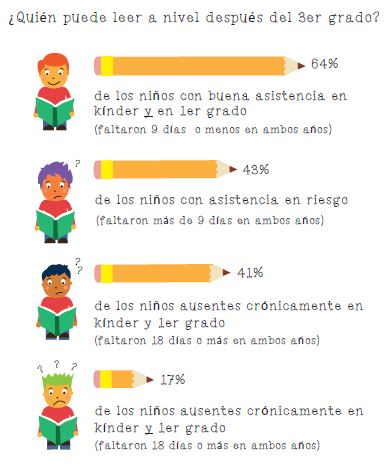 ¿Quién puede leer a nivel después del 3er grado?
64%
de los niños con buena asistencia en
kínder y en 1er grado
(faltaron 9 días o menos en ambos años)
?
43%
de los niños con asistencia en riesgo
(faltaron más de 9 días en ambos años)
? ?
41%
de los niños ausentes crónicamente en
kínder y 1er grado
(faltaron 18 días o más en ambos años)
? ? ?
17%
de los niños ausentes crónicamente en
kínder y 1er grado
(faltaron 18 días o más en ambos años)